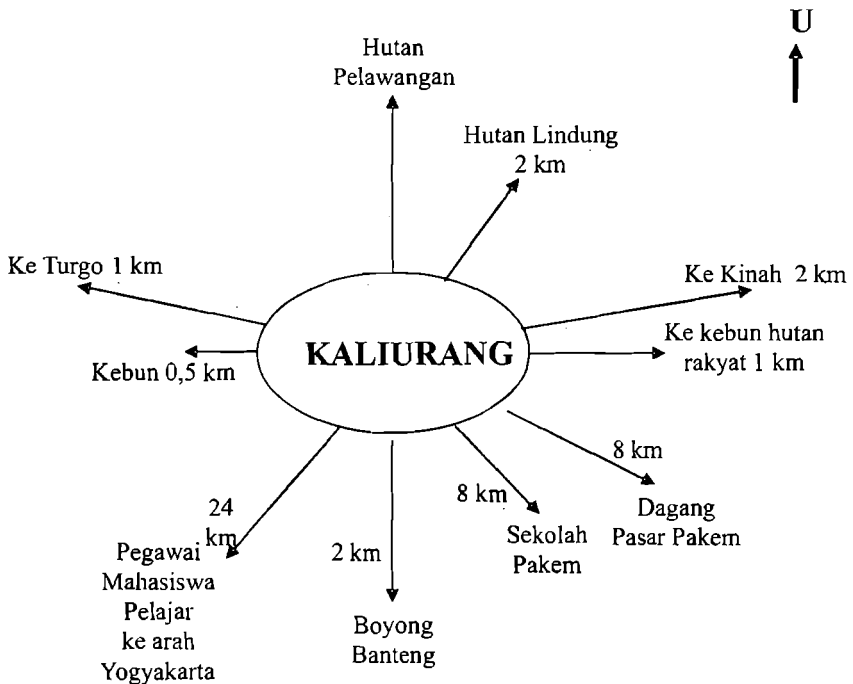 U
Hutan
Pelawangan
Hutan Lindung
2 km
Ke Turgo 1 km
Ke Kinah 2 km
KALIURANG
Ke kebun hutan
rakyat 1 km
Kebun 0,5 km
8 km
Dagang
Pasar Pakem
8 km
Sekolah
Pakem
24
km
Pegawai
Mahasiswa
Pelajar
ke arah
Yogyakarta
2 km
Boyong
Banteng